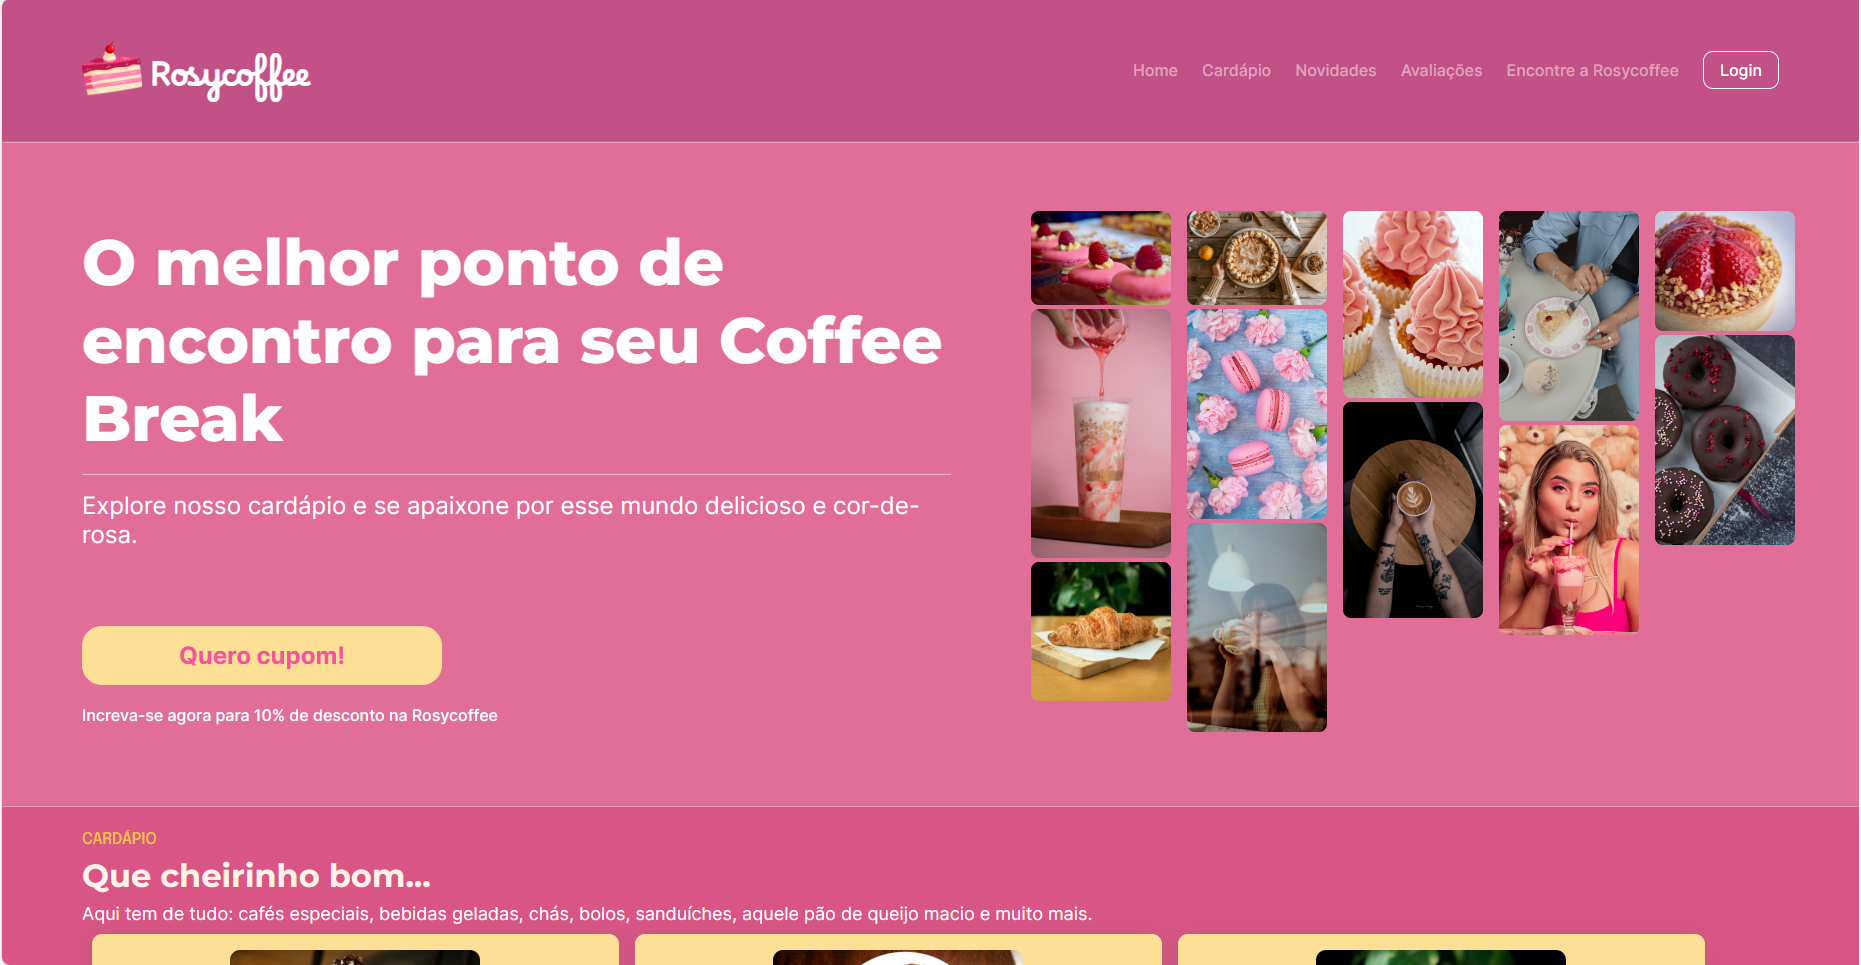 Rosycoffee
Home Cardápio Novidades Avaliações Encontre a Rosycoffee Login
O melhor ponto de
encontro para seu Coffee
Break
Explore nosso cardápio e se apaixone por esse mundo delicioso e cor-de-
rosa.
Quero cupom!
Increva-se agora para 10% de desconto na Rosycoffee
CARDÁPIO
Que cheirinho bom...
Aqui tem de tudo: cafés especiais, bebidas geladas, chás, bolos, sanduíches, aquele pão de queijo macio e muito mais.